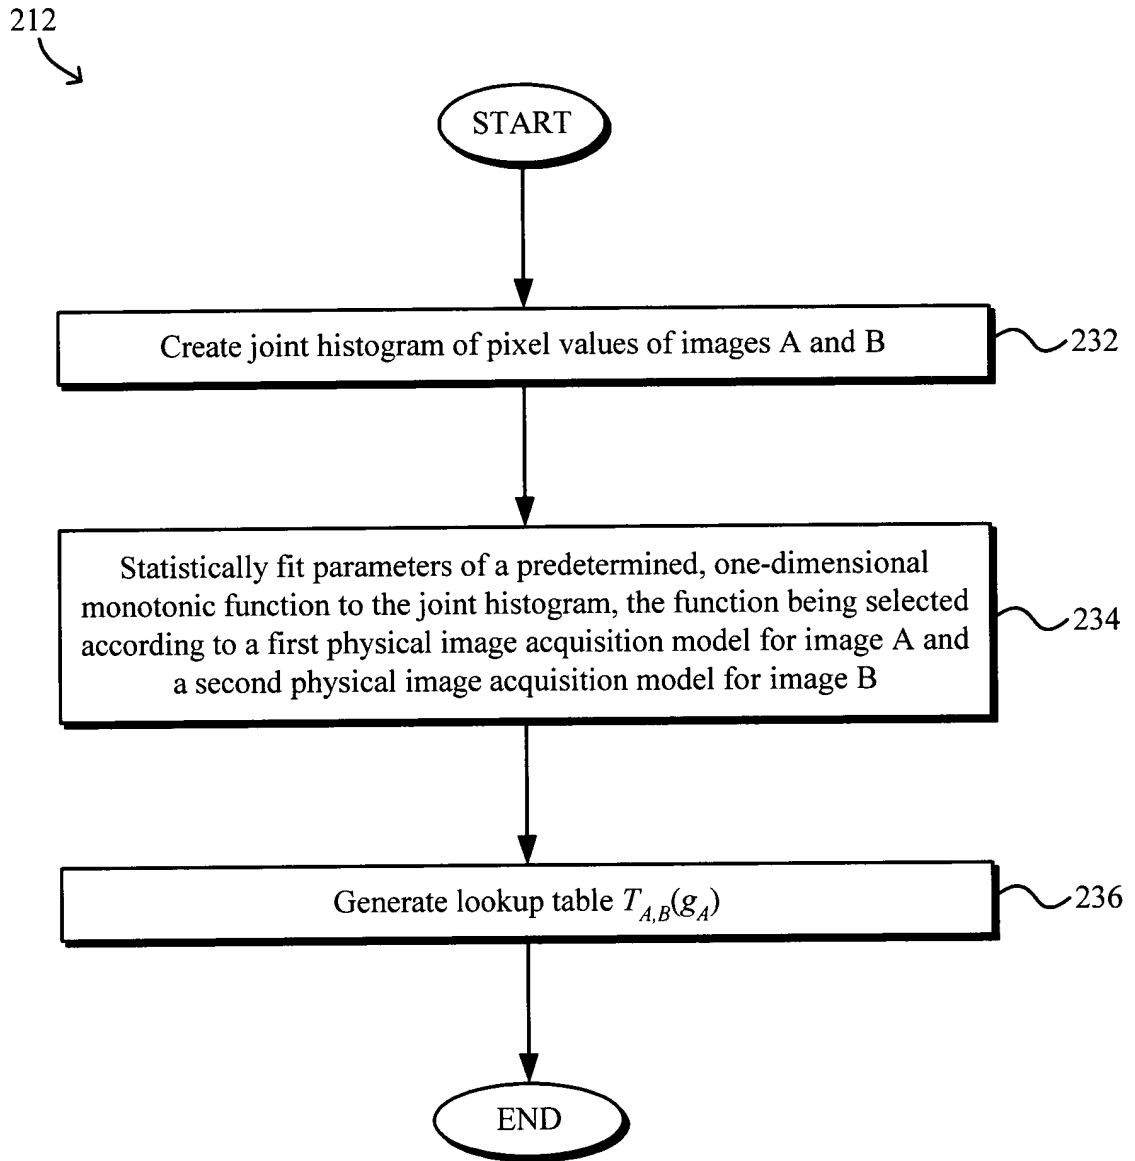 212
START
Create joint histogram of pixel values of images A and B
232
Statistically fit parameters of a predetermined, one-dimensional
monotonic function to the joint histogram, the function being selected
according to a first physical image acquisition model for image A and
a second physical image acquisition model for image B
234
Generate lookup table T_{A,B}(g_A)
236
END